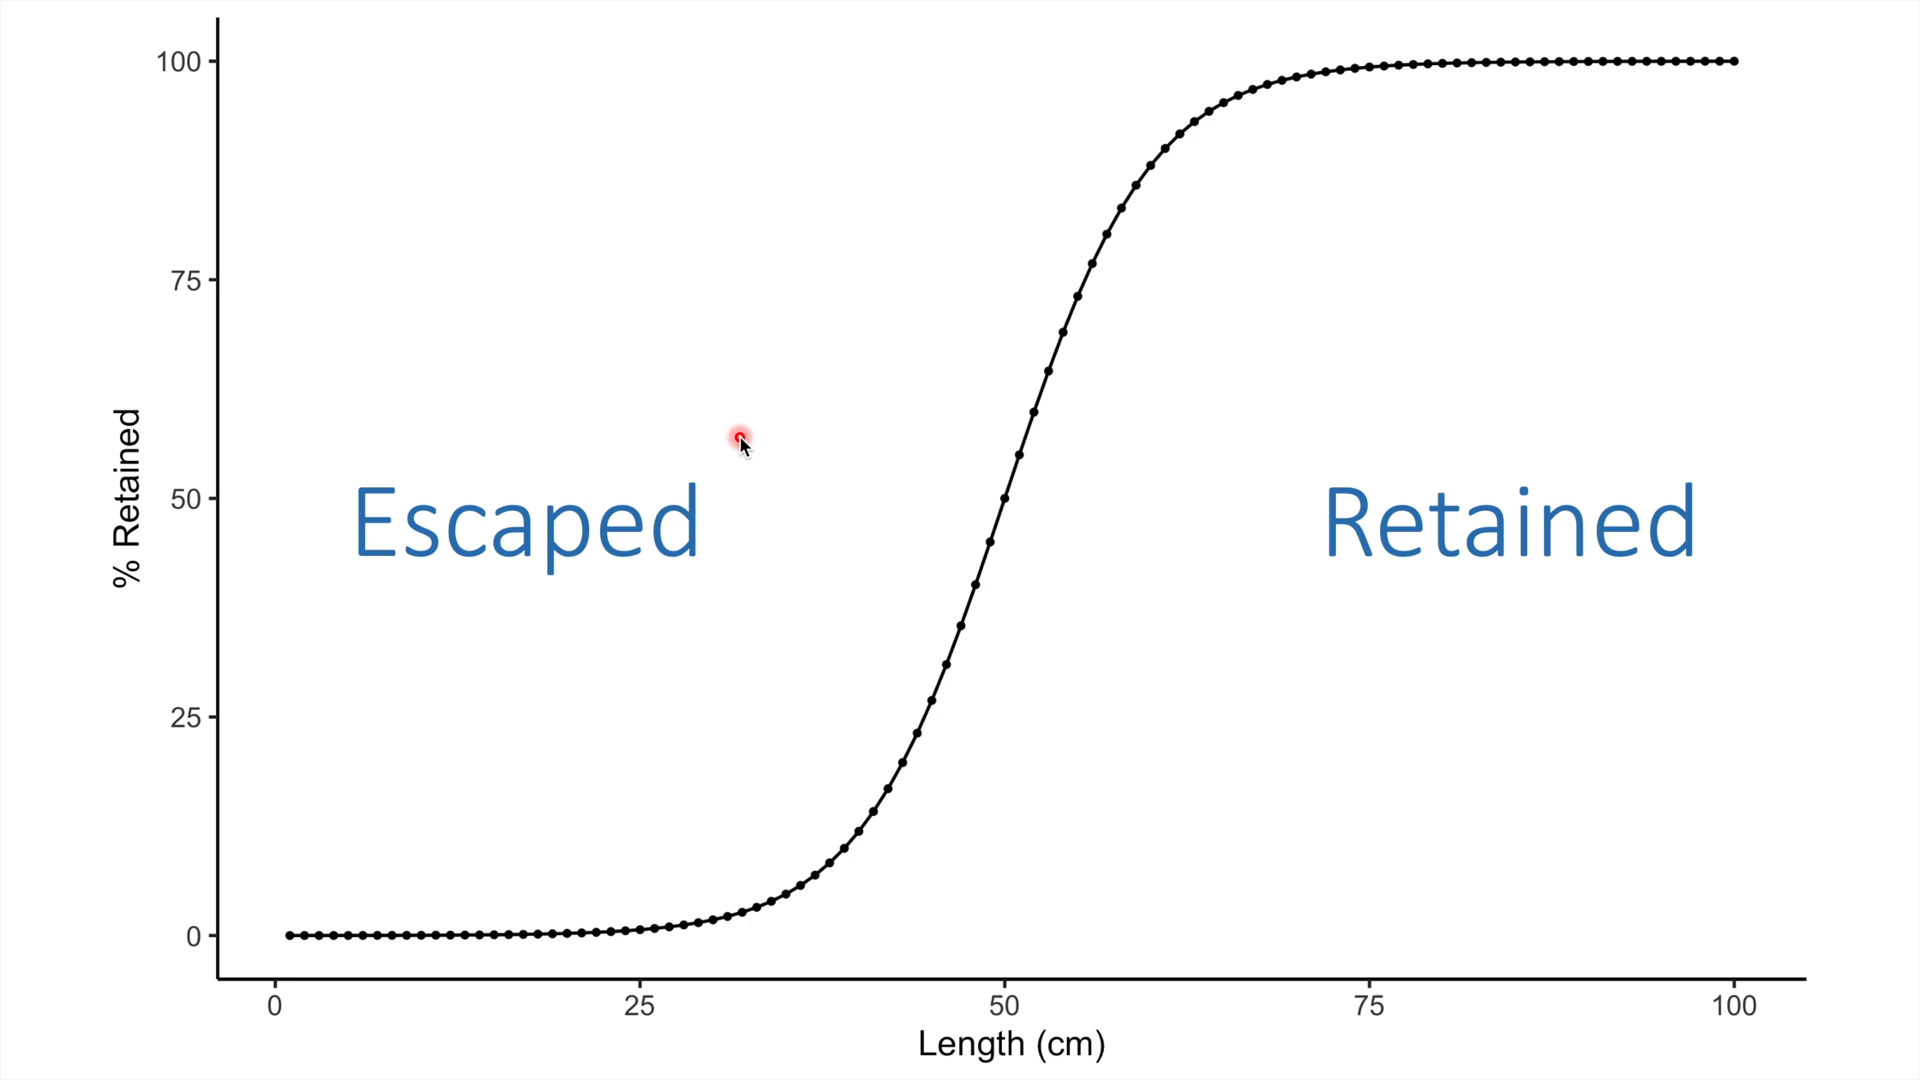 100
75
50
25
0
% Retained
Escaped
Retained
0 25 50 75 100
Length (cm)